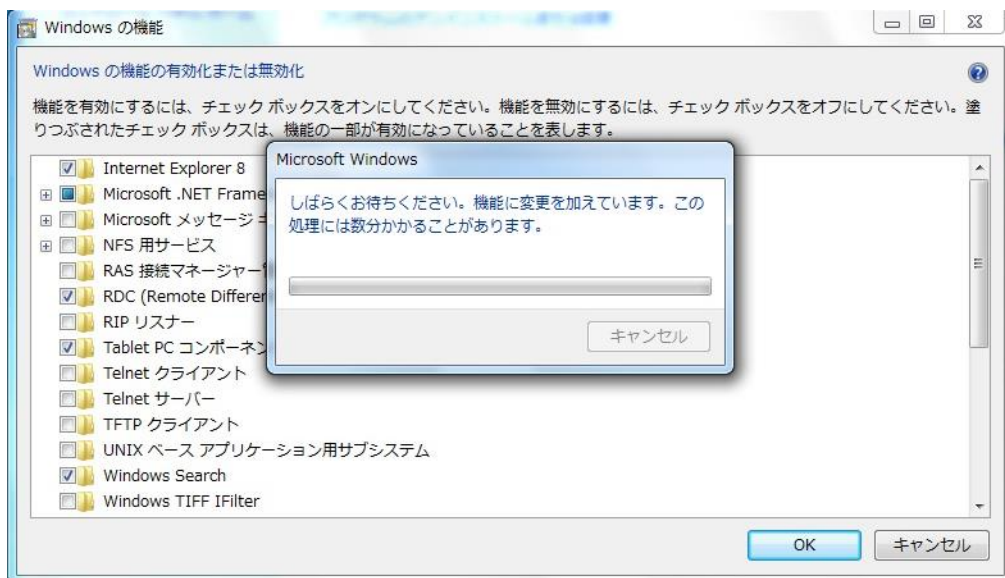 Windows の機能
Windows の機能の有効化または無効化
機能を有効にするには、チェック ボックスをオンにしてください。機能を無効にするには、チェック ボックスをオフにしてください。塗
りつぶされたチェック ボックスは、機能の一部が有効になっていることを表します。
Internet Explorer 8
Microsoft .NET Frame
Microsoft メッセージ
NFS 用サービス
RAS 接続マネージャー
RDC (Remote Differen
RIP リスナー
Tablet PC コンポーネン
Telnet クライアント
Telnet サーバー
TFTP クライアント
UNIX ベース アプリケーション用サブシステム
Windows Search
Windows TIFF IFilter
Microsoft Windows
しばらくお待ちください。機能に変更を加えています。この
処理には数分かかることがあります。
キャンセル
OK
キャンセル